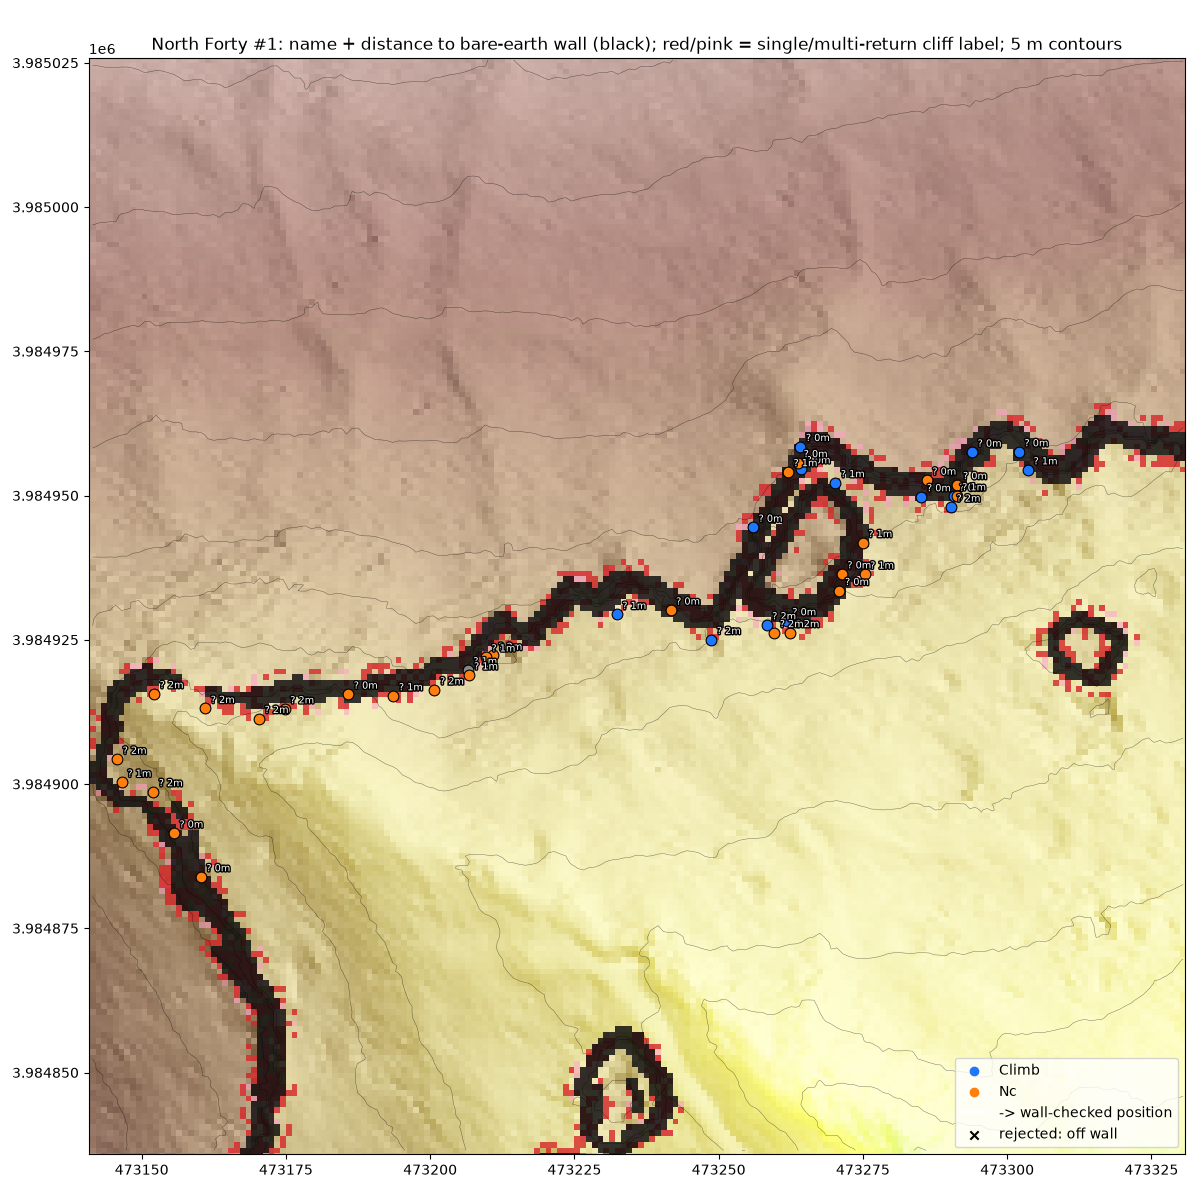 North Forty #1: name + distance to bare-earth wall (black); red/pink = single/multi-return cliff label; 5 m contours
1e6
3.985025
3.985000
3.984975
3.984950
3.984925
3.984900
3.984875
3.984850
? 0m
? 0m
? 1m
? 1m
? 0m
? 0m
? 0m
? 1m
? 0m
? 0m
? 0m
? 2m
? 1m
? 0m
? 1m
? 0m
? 1m
? 0m
? 2m
? 0m
? 2m
? 2m
? 1m
? 1m
? 2m
? 1m
? 0m
? 2m
? 2m
? 2m
? 2m
? 2m
? 1m
? 2m
? 0m
? 0m
Climb
Nc
-> wall-checked position
rejected: off wall
473150
473175
473200
473225
473250
473275
473300
473325